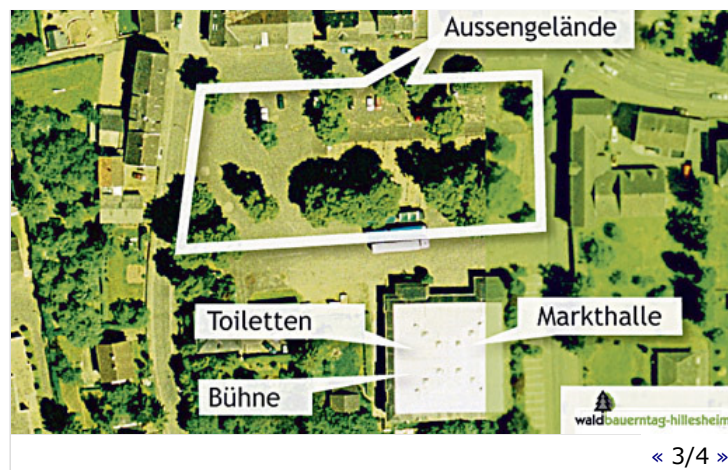 Aussengelände
Toiletten
Markthalle
Bühne
waldbauerntag-hillesheim
« 3/4 »